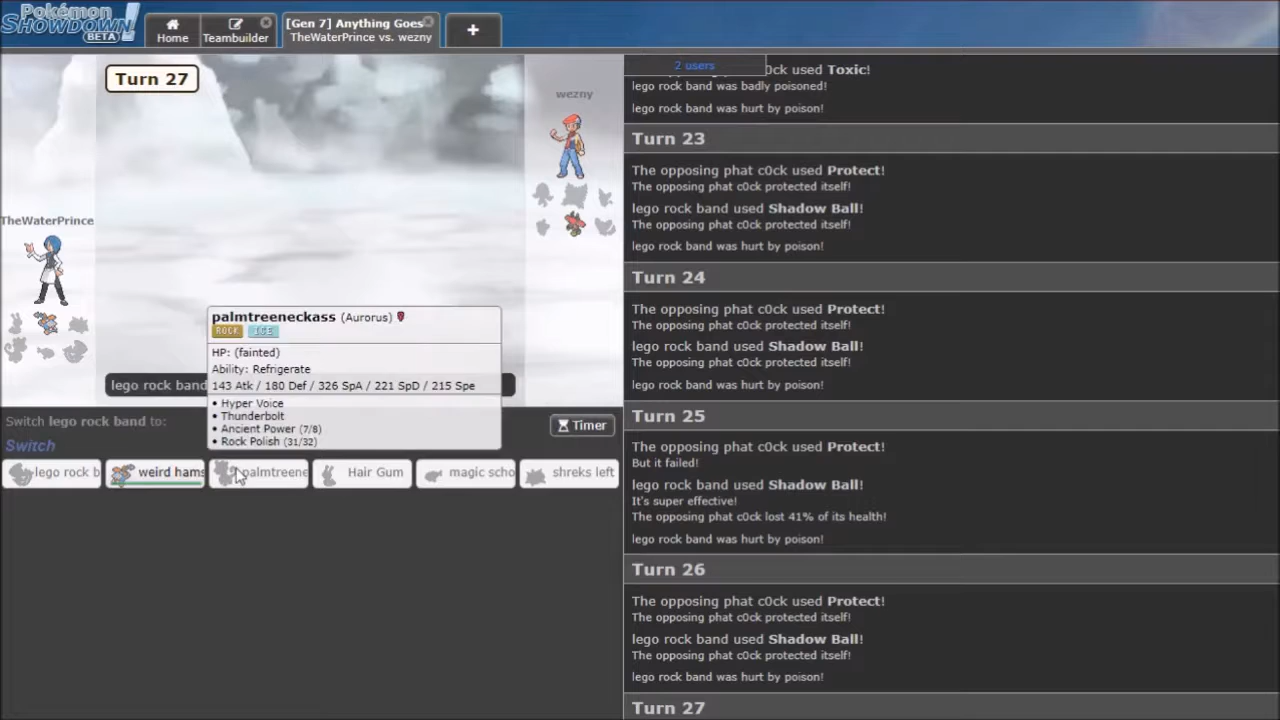 Pokémon
SHOWDOWN!
BETA
Home
Teambuilder
[Gen 7] Anything Goes
TheWaterPrince vs. wezny
+
Turn 27
wezny
TheWaterPrince
palmtreeneckass (Aurorus)
ROCK ICE
HP: (fainted)
Ability: Refrigerate
143 Atk / 180 Def / 326 SpA / 221 SpD / 215 Spe
• Hyper Voice
• Thunderbolt
• Ancient Power (7/8)
• Rock Polish (31/32)
lego rock band
Switch lego rock band to:
Timer
Switch
lego rock b
weird hams
palmtreene
Hair Gum
magic scho
shreks left
2 users
c0ck used Toxic!
lego rock band was badly poisoned!
lego rock band was hurt by poison!
Turn 23
The opposing phat c0ck used Protect!
The opposing phat c0ck protected itself!
lego rock band used Shadow Ball!
The opposing phat c0ck protected itself!
lego rock band was hurt by poison!
Turn 24
The opposing phat c0ck used Protect!
The opposing phat c0ck protected itself!
lego rock band used Shadow Ball!
The opposing phat c0ck protected itself!
lego rock band was hurt by poison!
Turn 25
The opposing phat c0ck used Protect!
But it failed!
lego rock band used Shadow Ball!
It's super effective!
The opposing phat c0ck lost 41% of its health!
lego rock band was hurt by poison!
Turn 26
The opposing phat c0ck used Protect!
The opposing phat c0ck protected itself!
lego rock band used Shadow Ball!
The opposing phat c0ck protected itself!
lego rock band was hurt by poison!
Turn 27